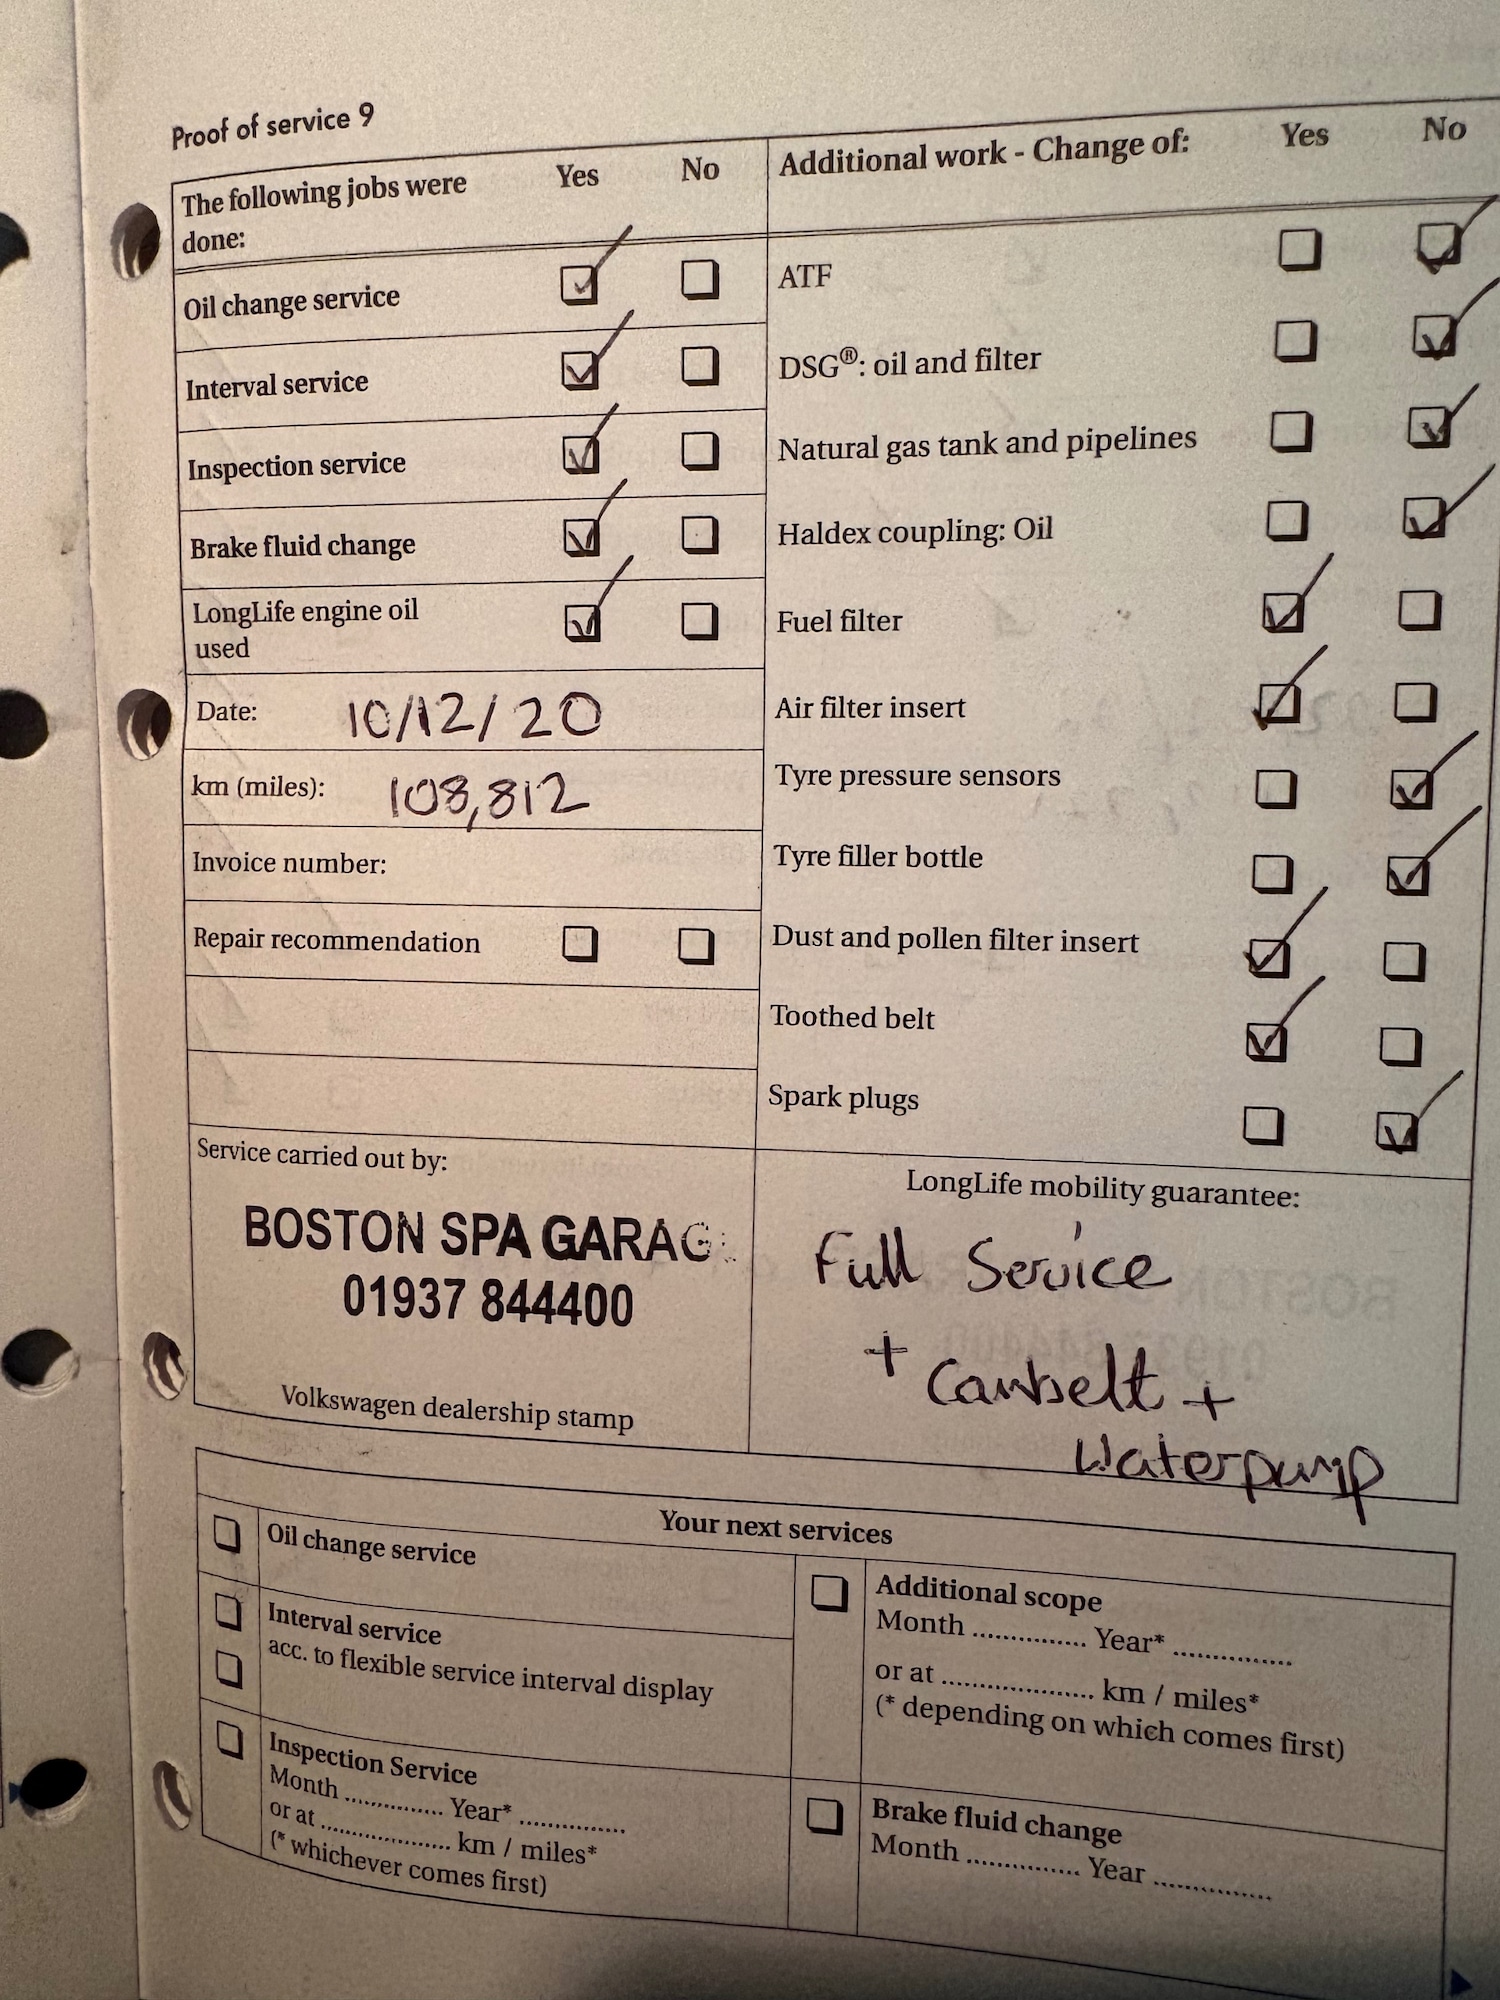 Proof of service 9
The following jobs were
done:
Yes No
Oil change service
Interval service
Inspection service
Brake fluid change
LongLife engine oil
used
Date: 10/12/20
km (miles): 108,812
Invoice number:
Repair recommendation
Service carried out by:
BOSTON SPA GARAG
01937 844400
Volkswagen dealership stamp
Additional work - Change of: Yes No
ATF
DSG®: oil and filter
Natural gas tank and pipelines
Haldex coupling: Oil
Fuel filter
Air filter insert
Tyre pressure sensors
Tyre filler bottle
Dust and pollen filter insert
Toothed belt
Spark plugs
LongLife mobility guarantee:
Full Service
+ Cambelt +
Waterpump
Your next services
Oil change service
Interval service
acc. to flexible service interval display
Inspection Service
Month ............... Year* ................
or at .................... km / miles*
(* whichever comes first)
Additional scope
Month ................ Year* .................
or at ..................... km / miles*
(* depending on which comes first)
Brake fluid change
Month ................ Year .................